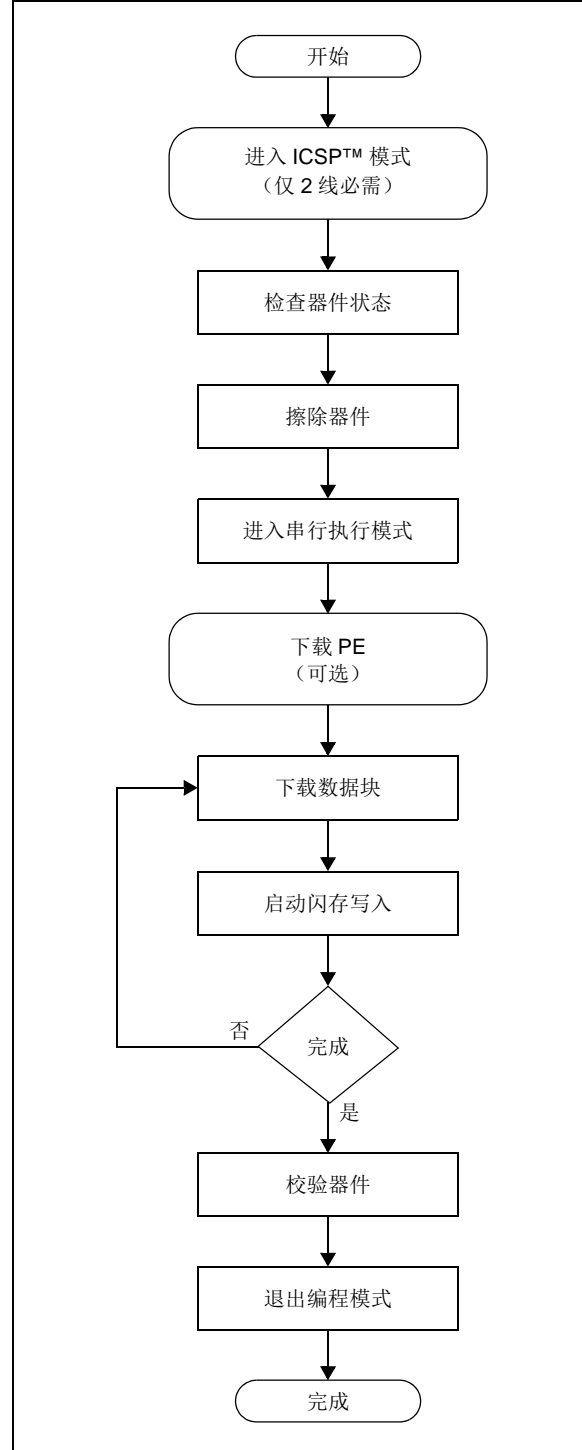 开始
进入 ICSP™ 模式
（仅 2 线必需）
检查器件状态
擦除器件
进入串行执行模式
下载 PE
（可选）
下载数据块
启动闪存写入
否
完成
是
校验器件
退出编程模式
完成